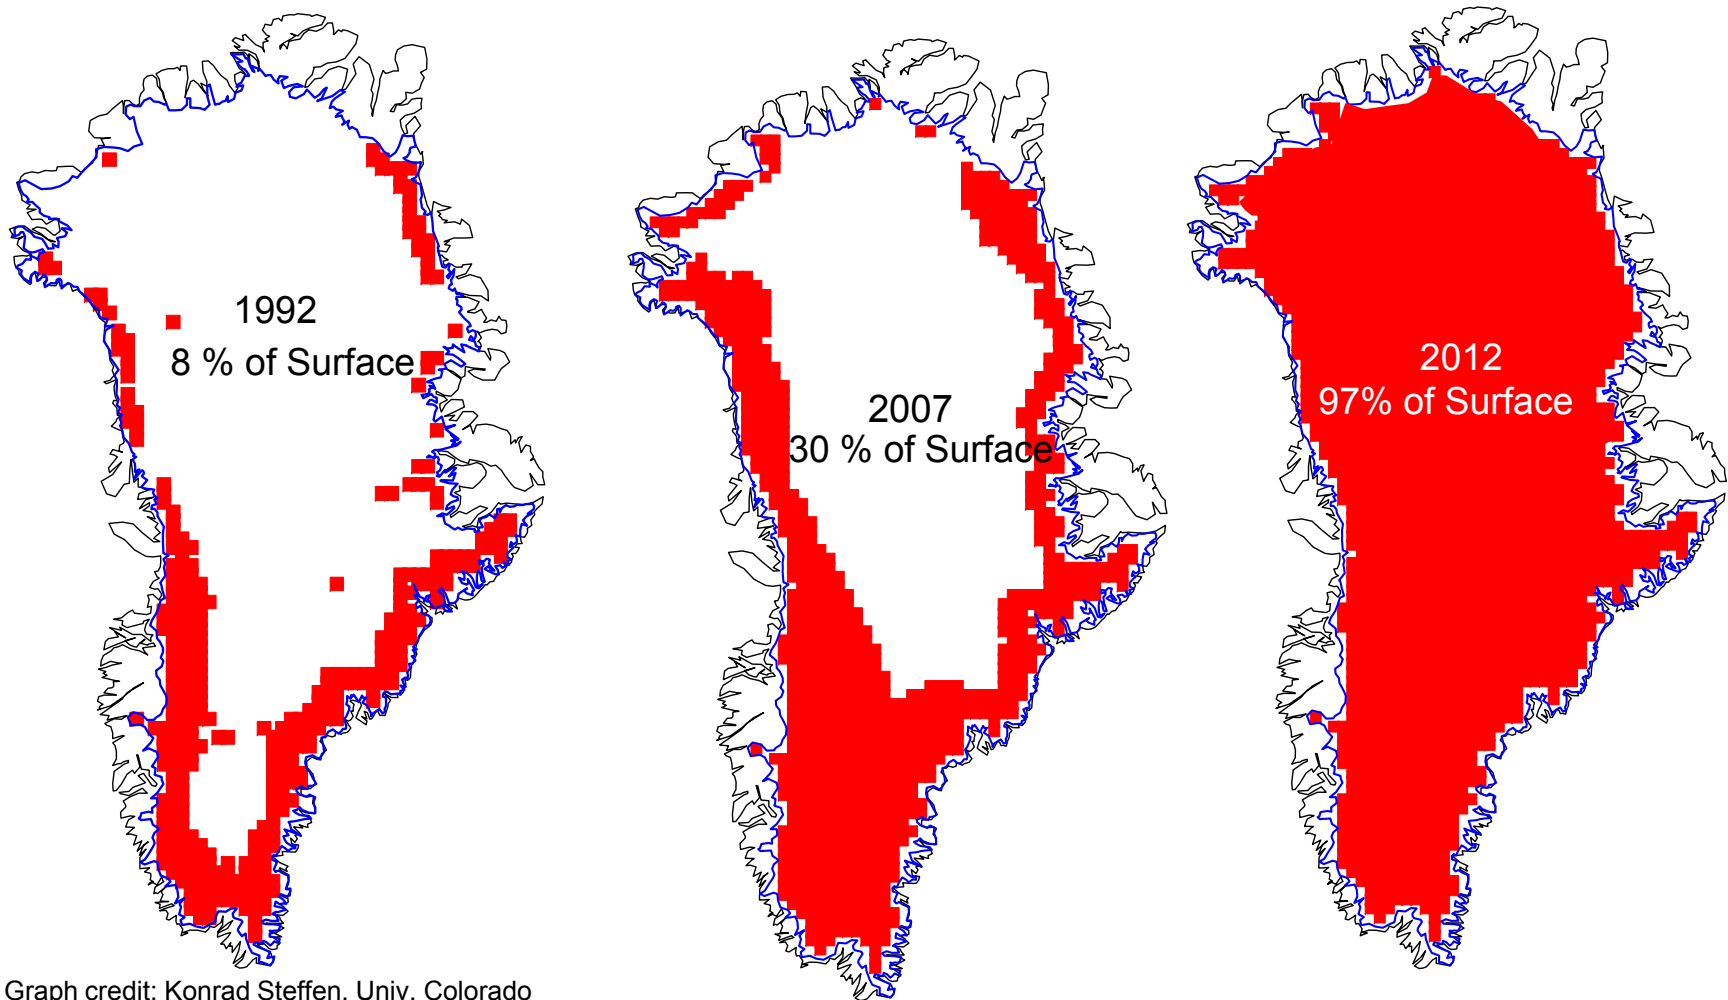 1992
8 % of Surface
2007
30 % of Surface
2012
97% of Surface
Graph credit: Konrad Steffen, Univ. Colorado